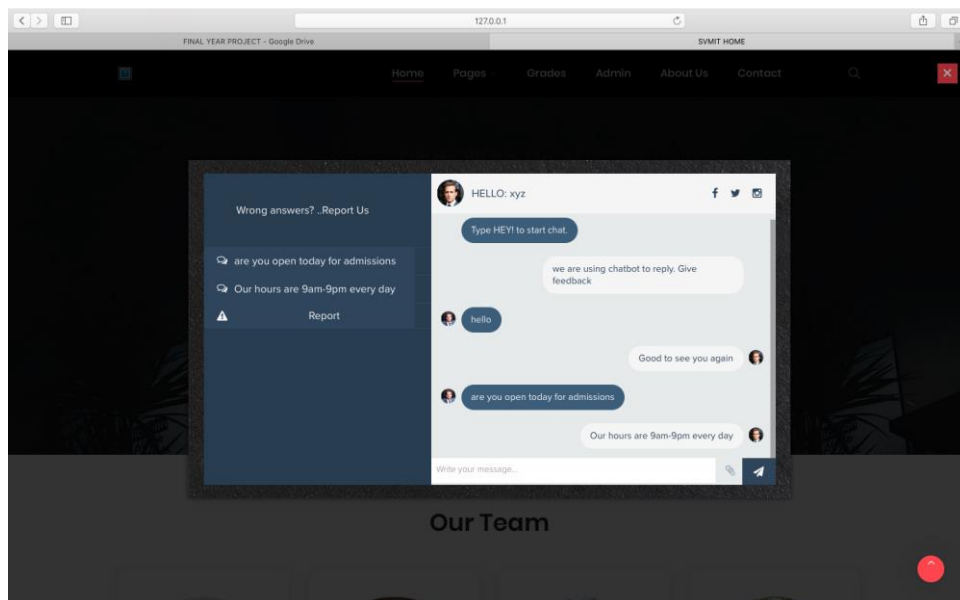 127.0.0.1
FINAL YEAR PROJECT - Google Drive
SVMIT HOME
Home Pages Grades Admin About Us Contact
Wrong answers? ..Report Us
are you open today for admissions
Our hours are 9am-9pm every day
Report
HELLO: xyz
Type HEY! to start chat.
we are using chatbot to reply. Give
feedback
hello
Good to see you again
are you open today for admissions
Our hours are 9am-9pm every day
Write your message...
Our Team